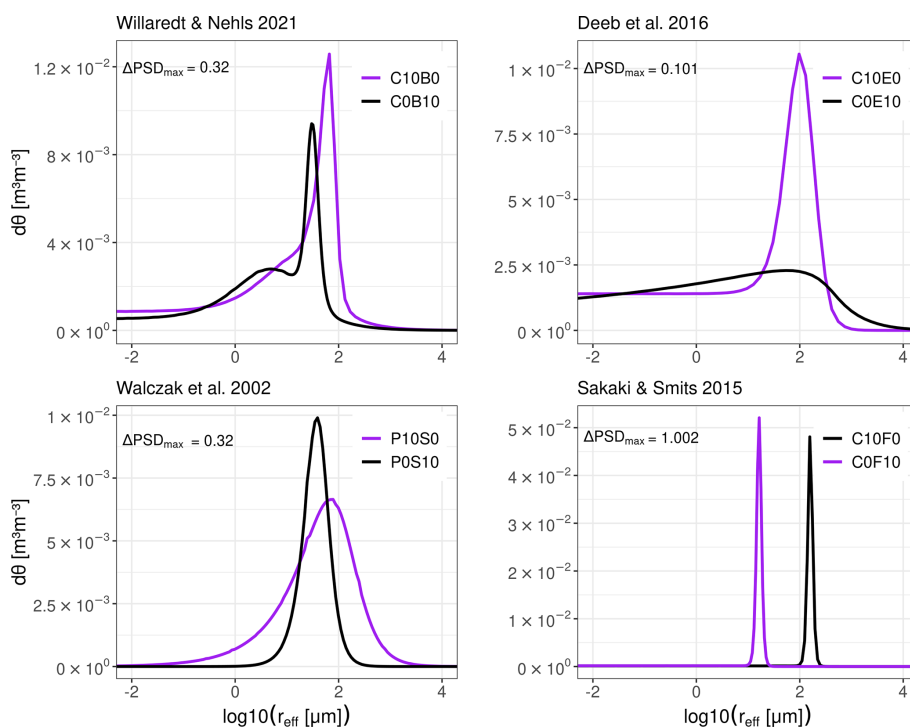 Willaredt & Nehls 2021
Deeb et al. 2016
ΔPSDmax = 0.32
C10B0
C0B10
ΔPSDmax = 0.101
C10E0
C0E10
dθ [m³m⁻³]
1.2 × 10⁻²
8 × 10⁻³
4 × 10⁻³
0 × 10⁰
-2 0 2 4
1 × 10⁻²
7.5 × 10⁻³
5 × 10⁻³
2.5 × 10⁻³
0 × 10⁰
-2 0 2 4
Walczak et al. 2002
Sakaki & Smits 2015
ΔPSDmax = 0.32
P10S0
P0S10
ΔPSDmax = 1.002
C10F0
C0F10
dθ [m³m⁻³]
1 × 10⁻²
7.5 × 10⁻³
5 × 10⁻³
2.5 × 10⁻³
0 × 10⁰
-2 0 2 4
5 × 10⁻²
4 × 10⁻²
3 × 10⁻²
2 × 10⁻²
1 × 10⁻²
0 × 10⁰
-2 0 2 4
log10(reff [µm])
log10(reff [µm])